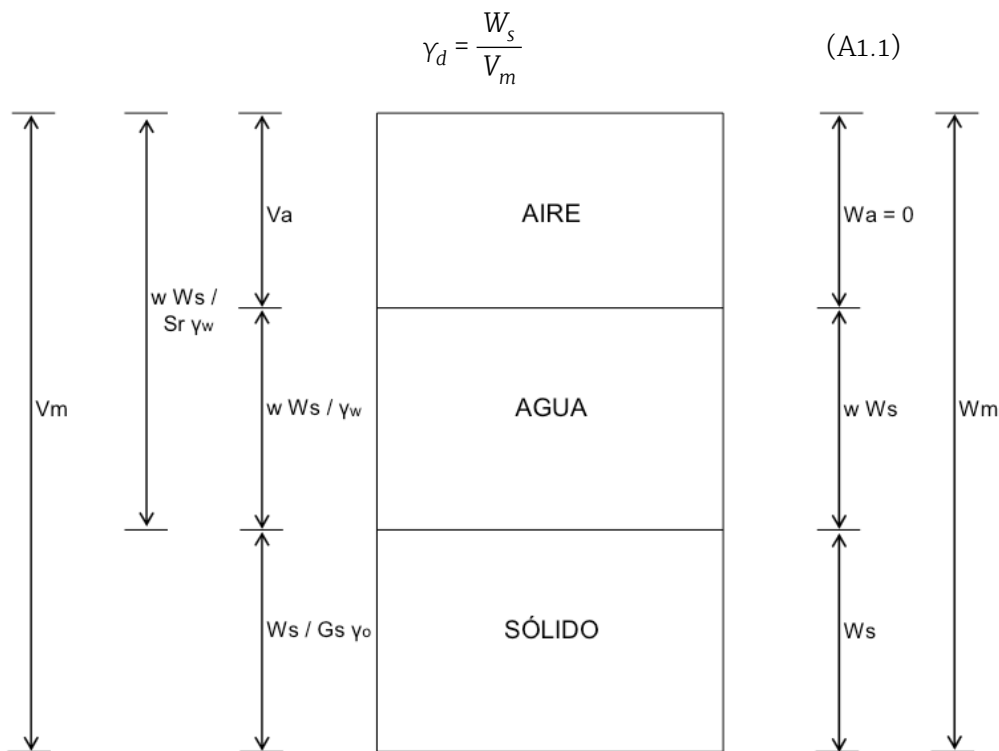 γd = Ws / Vm (A1.1)
Va
AIRE
Wa = 0
w Ws /
Sr γw
Vm
w Ws / γw
AGUA
w Ws
Wm
Ws / Gs γo
SÓLIDO
Ws